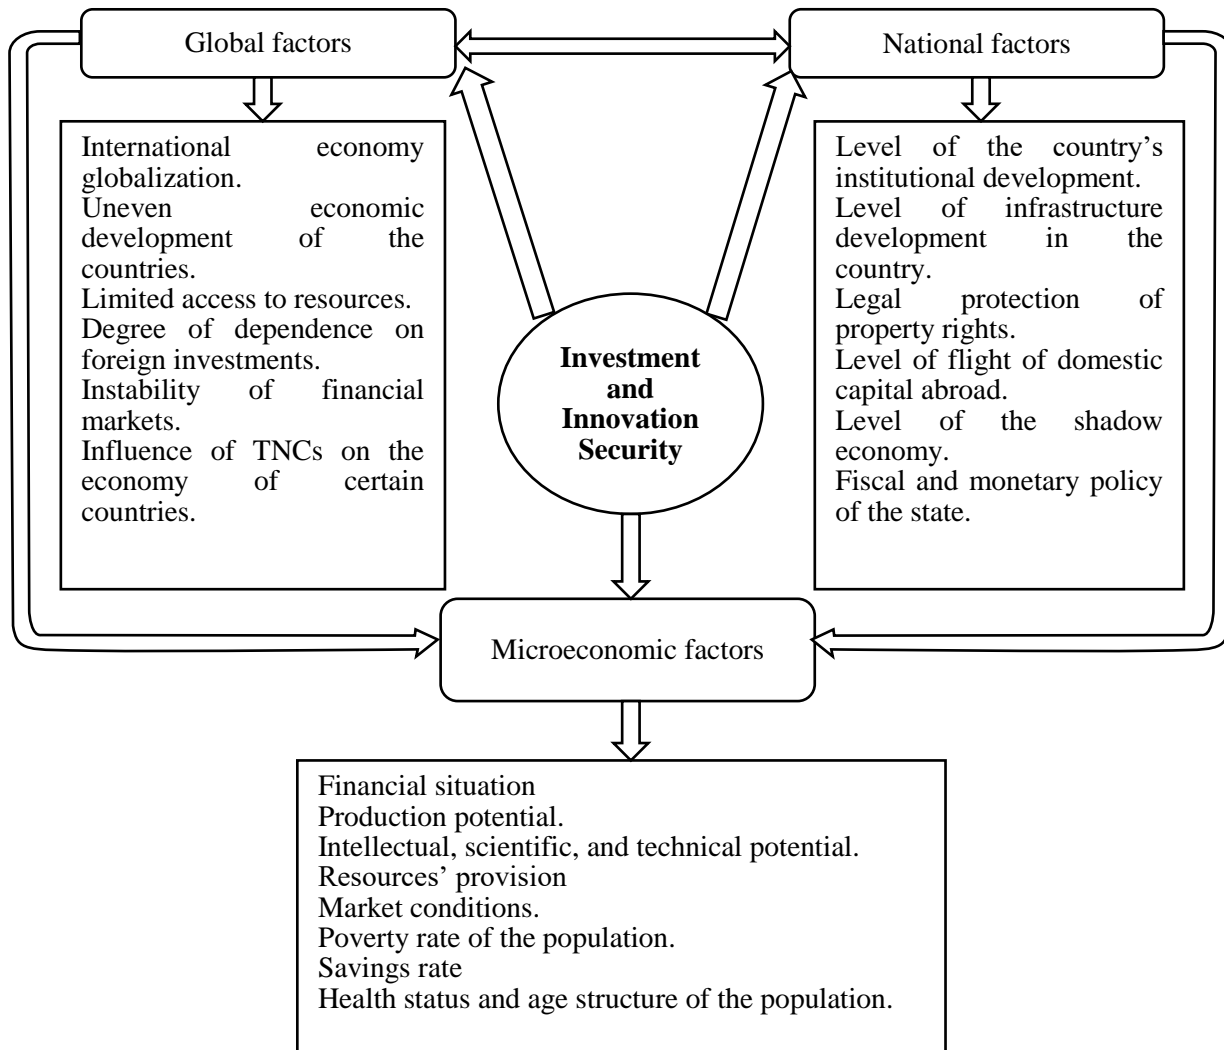 Global factors
National factors
International economy
globalization.
Uneven economic
development of the
countries.
Limited access to resources.
Degree of dependence on
foreign investments.
Instability of financial
markets.
Influence of TNCs on the
economy of certain
countries.
Level of the country’s
institutional development.
Level of infrastructure
development in the
country.
Legal protection of
property rights.
Level of flight of domestic
capital abroad.
Level of the shadow
economy.
Fiscal and monetary policy
of the state.
Investment
and
Innovation
Security
Microeconomic factors
Financial situation
Production potential.
Intellectual, scientific, and technical potential.
Resources’ provision
Market conditions.
Poverty rate of the population.
Savings rate
Health status and age structure of the population.